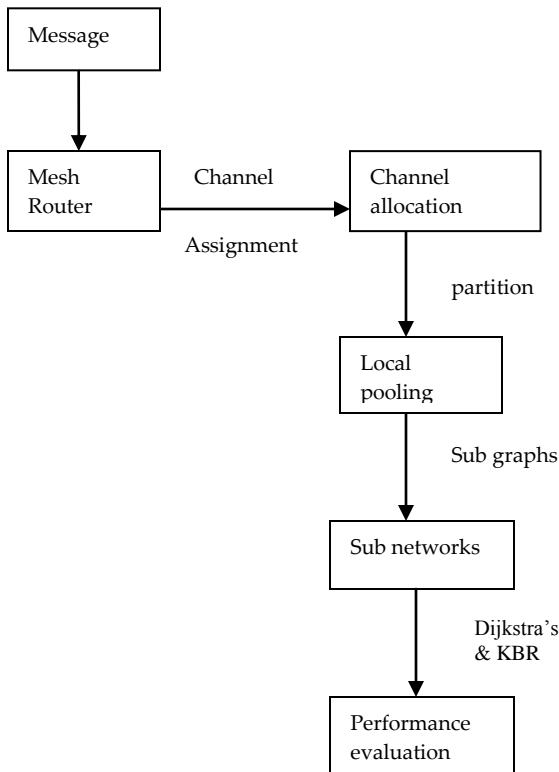 Message
Mesh
Router
Channel
Assignment
Channel
allocation
partition
Local
pooling
Sub graphs
Sub networks
Dijkstra's
& KBR
Performance
evaluation